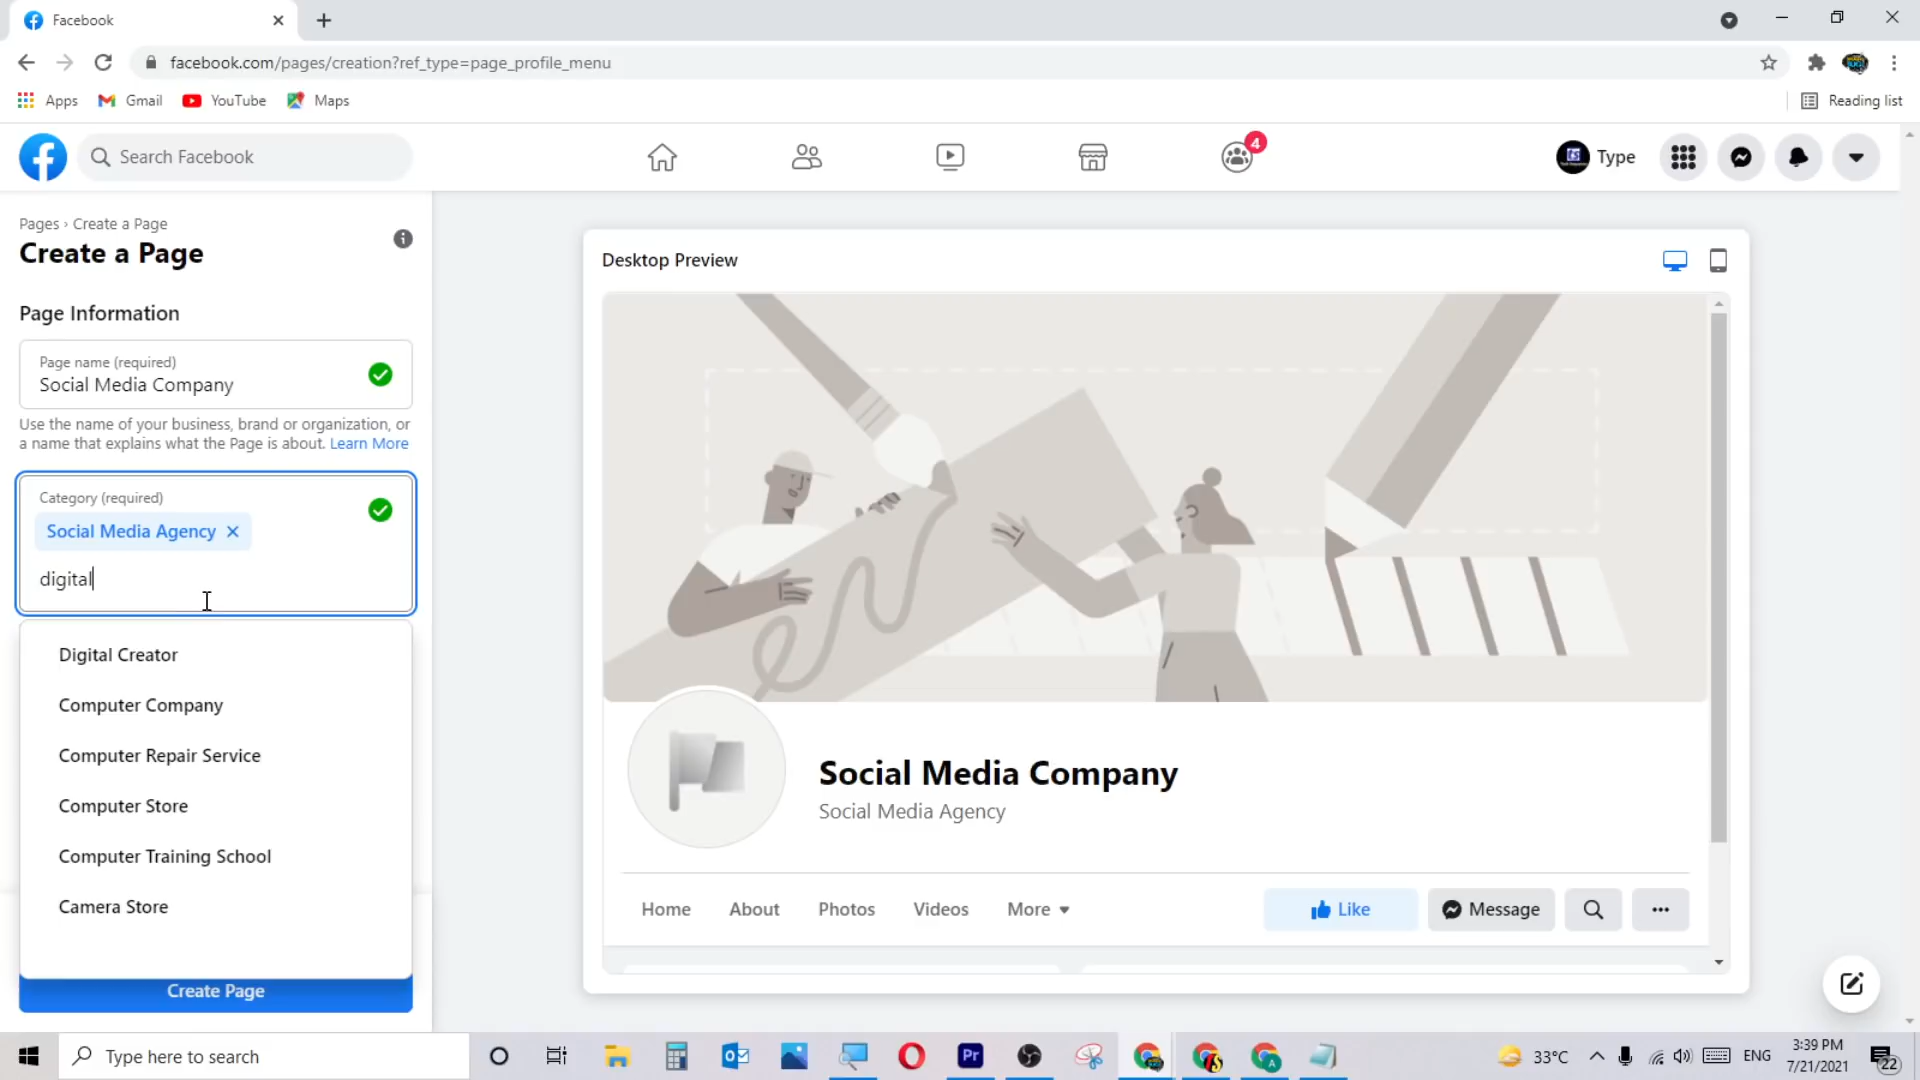 Facebook
facebook.com/pages/creation?ref_type=page_profile_menu
Apps Gmail YouTube Maps Reading list
Search Facebook
4
Type
Pages › Create a Page
Create a Page
Page Information
Page name (required)
Social Media Company
Use the name of your business, brand or organization, or
a name that explains what the Page is about. Learn More
Category (required)
Social Media Agency
digital
Digital Creator
Computer Company
Computer Repair Service
Computer Store
Computer Training School
Camera Store
Create Page
Desktop Preview
Social Media Company
Social Media Agency
Home About Photos Videos More Like Message
Type here to search
Pr
33°C
ENG
3:39 PM
7/21/2021
22